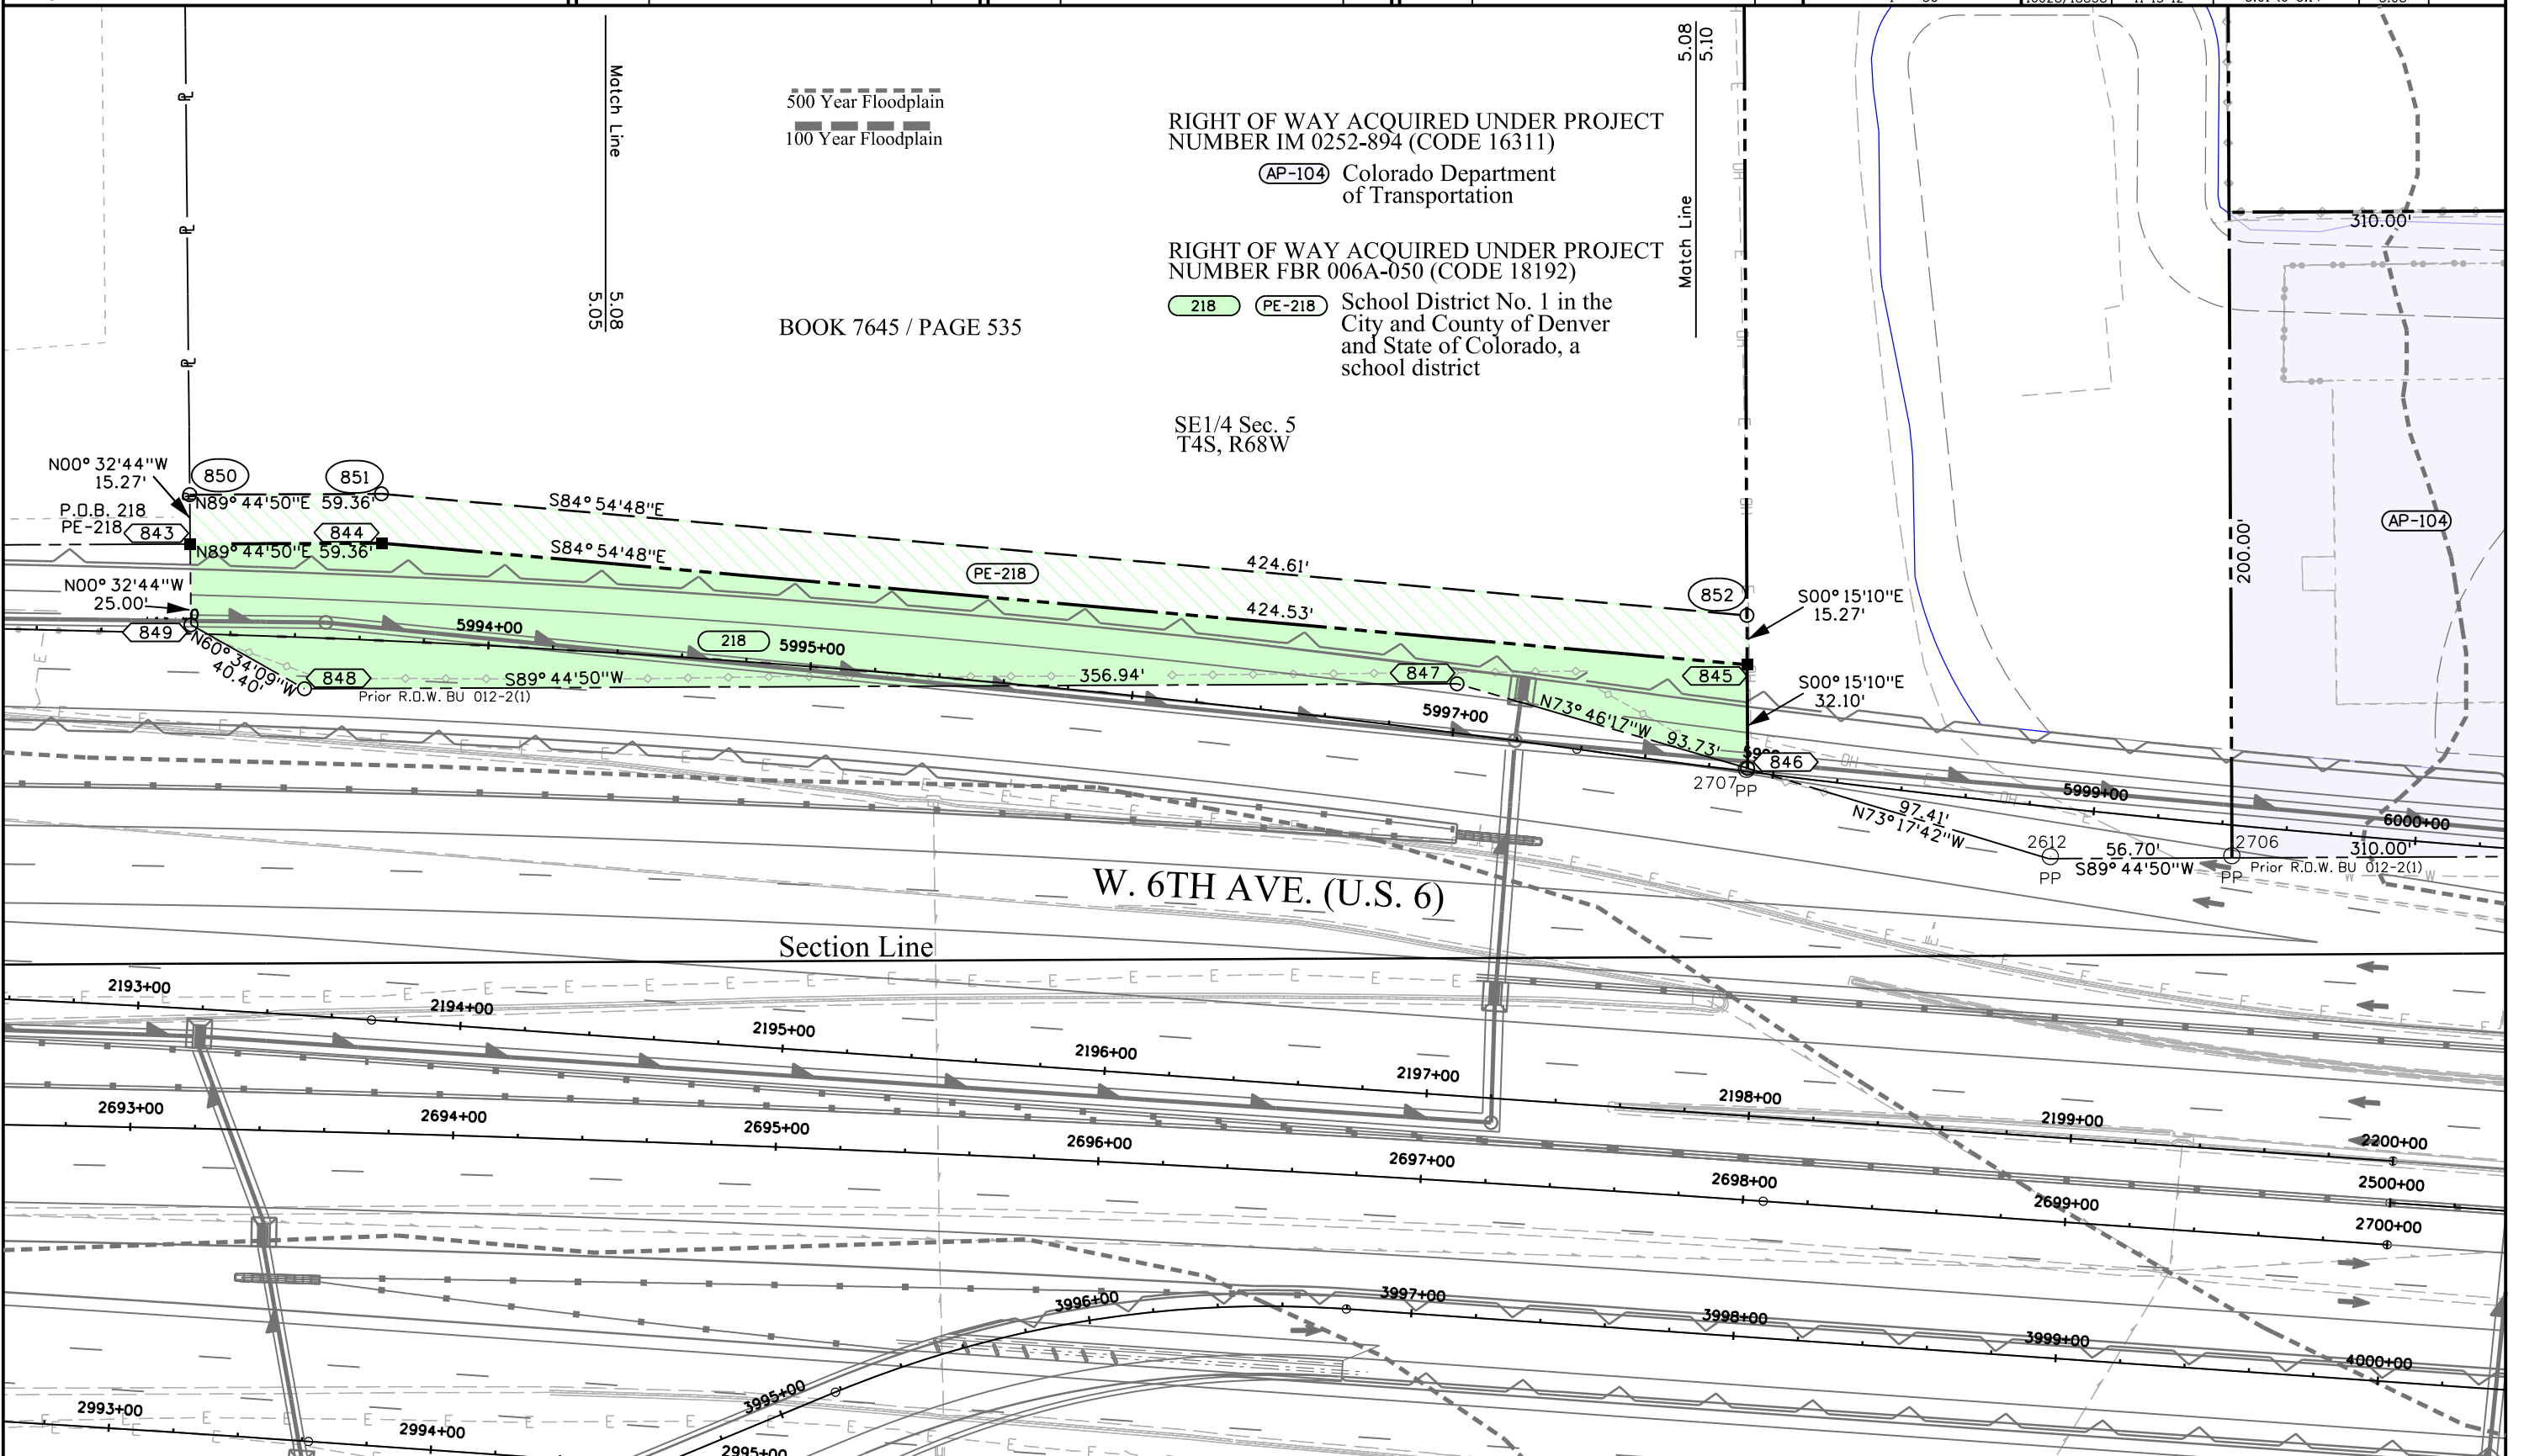 Match Line
5.08
5.05
500 Year Floodplain
100 Year Floodplain
BOOK 7645 / PAGE 535
RIGHT OF WAY ACQUIRED UNDER PROJECT
NUMBER IM 0252-894 (CODE 16311)
AP-104 Colorado Department
of Transportation
RIGHT OF WAY ACQUIRED UNDER PROJECT
NUMBER FBR 006A-050 (CODE 18192)
218 PE-218 School District No. 1 in the
City and County of Denver
and State of Colorado, a
school district
SE1/4 Sec. 5
T4S, R68W
5.08
5.10
Match Line
310.00'
AP-104
200.00'
N00° 32'44"W
15.27'
850
851
N89° 44'50"E 59.36'
S84° 54'48"E
P.O.B. 218
PE-218
843
844
N89° 44'50"E 59.36'
S84° 54'48"E
PE-218
424.61'
424.53'
852
S00° 15'10"E
15.27'
N00° 32'44"W
25.00'
849
5994+00
218
5995+00
N60° 34'09"W
40.40'
848
S89° 44'50"W
356.94'
847
845
Prior R.O.W. BU 012-2(1)
S00° 15'10"E
32.10'
5997+00
N73° 46'17"W 93.73'
846
2707
PP
5999+00
97.41'
N73° 17'42"W
6000+00
2612
PP
56.70'
S89° 44'50"W
2706
PP
310.00'
Prior R.O.W. BU 012-2(1)
W. 6TH AVE. (U.S. 6)
Section Line
2193+00
2194+00
2195+00
2196+00
2197+00
2198+00
2199+00
2200+00
2693+00
2694+00
2695+00
2696+00
2697+00
2698+00
2699+00
2500+00
2700+00
3995+00
3996+00
3997+00
3998+00
3999+00
4000+00
2993+00
2994+00
2995+00